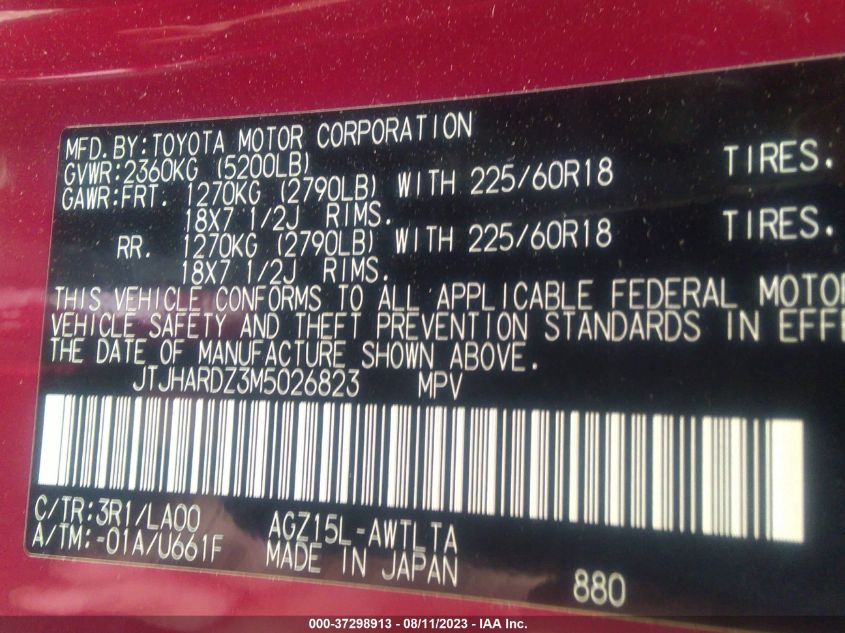 MFD. BY: TOYOTA MOTOR CORPORATION
GVWR: 2360KG (5200LB)
GAWR: FRT. 1270KG (2790LB) WITH 225/60R18 TIRES.
18X7 1/2J RIMS.
RR. 1270KG (2790LB) WITH 225/60R18 TIRES.
18X7 1/2J RIMS.
THIS VEHICLE CONFORMS TO ALL APPLICABLE FEDERAL MOTO
VEHICLE SAFETY AND THEFT PREVENTION STANDARDS IN EFF
THE DATE OF MANUFACTURE SHOWN ABOVE.
JTJHARDZ3M5026823 MPV
C/TR: 3R1/LA00 AGZ15L-AWTLTA
A/TM: -01A/U661F MADE IN JAPAN
880
000-37298913 - 08/11/2023 - IAA Inc.